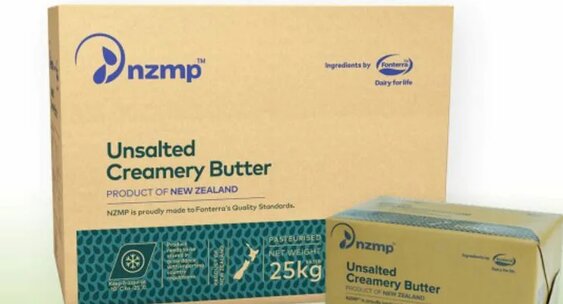 nzmp™
Ingredients by
Fonterra
Dairy for life
Unsalted
Creamery Butter
PRODUCT OF NEW ZEALAND
NZMP is proudly made to Fonterra's Quality Standards.
PASTEURISED
NET WEIGHT
25kg
nzmp
Unsalted
Creamery Butter
PRODUCT OF NEW ZEALAND